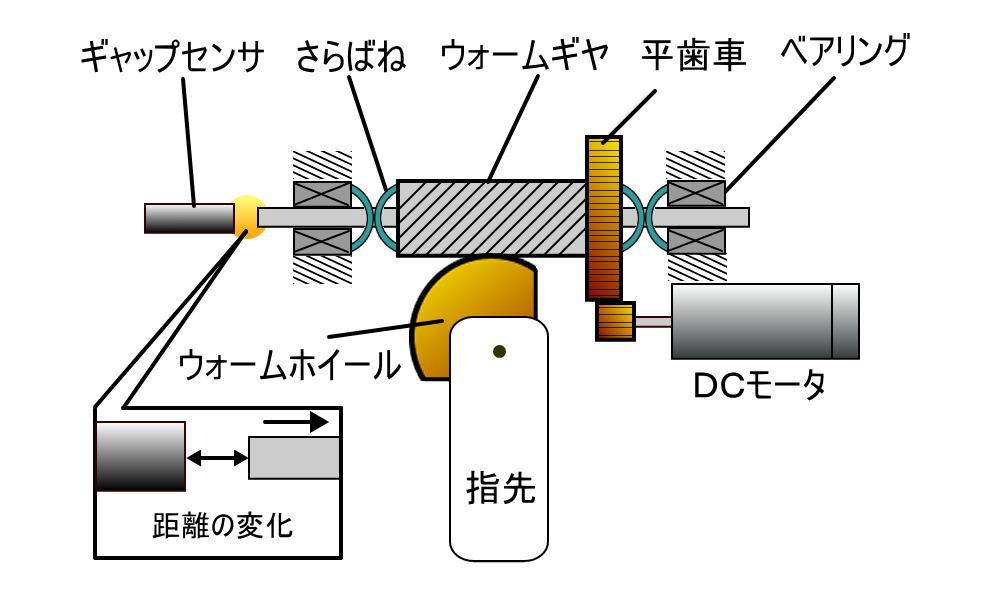 ギャップセンサ
さらばね
ウォームギヤ
平歯車
ベアリング
ウォームホイール
DCモータ
指先
距離の変化